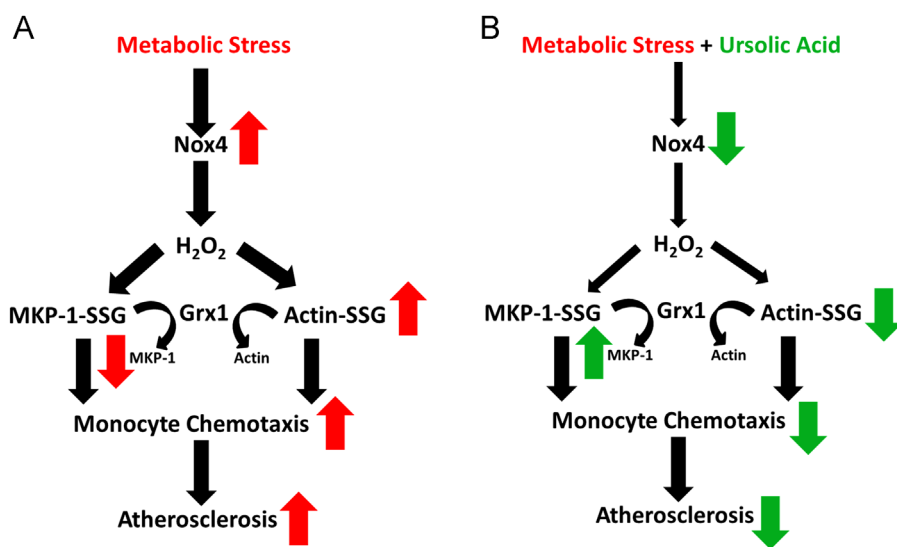 A
Metabolic Stress
Nox4
H₂O₂
MKP-1-SSG Grx1 Actin-SSG
MKP-1 Actin
Monocyte Chemotaxis
Atherosclerosis
B
Metabolic Stress + Ursolic Acid
Nox4
H₂O₂
MKP-1-SSG Grx1 Actin-SSG
MKP-1 Actin
Monocyte Chemotaxis
Atherosclerosis